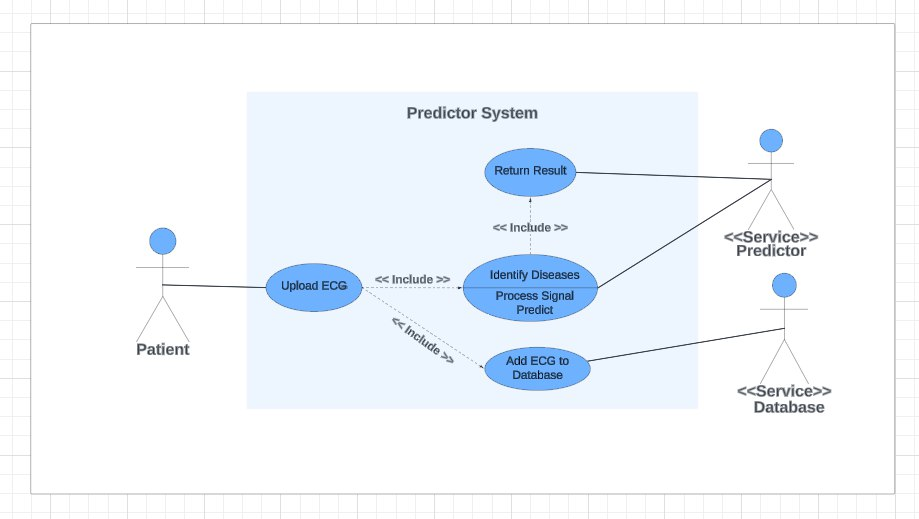 Predictor System
Return Result
<< Include >>
<<Service>>
Predictor
Identify Diseases
Process Signal
Predict
Upload ECG
<< Include >>
<< Include >>
Patient
Add ECG to
Database
<<Service>>
Database